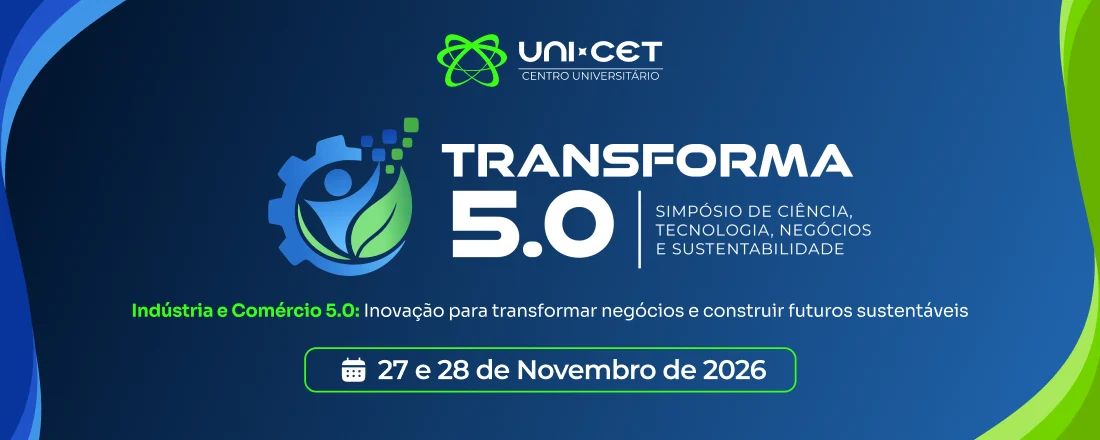 UNI CET
CENTRO UNIVERSITÁRIO
TRANSFORMA
5.0
SIMPÓSIO DE CIÊNCIA,
TECNOLOGIA, NEGÓCIOS
E SUSTENTABILIDADE
Indústria e Comércio 5.0: Inovação para transformar negócios e construir futuros sustentáveis
27 e 28 de Novembro de 2026